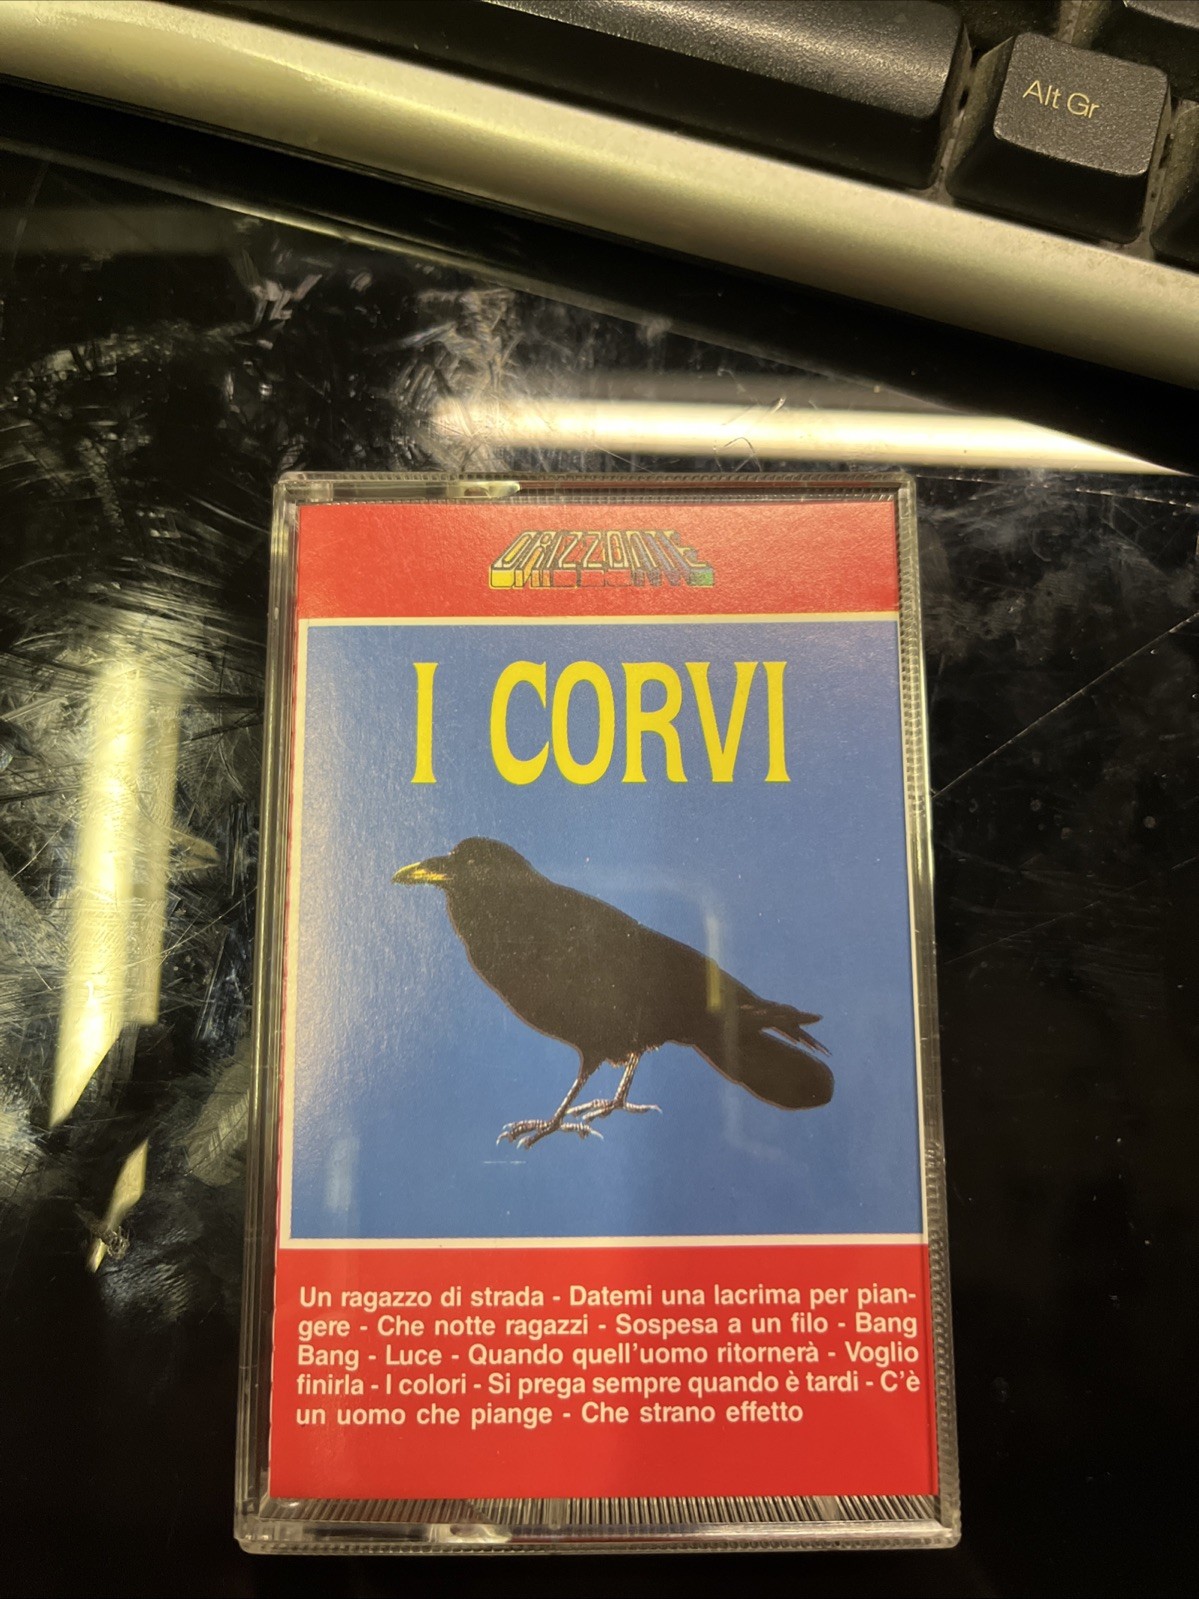 Alt Gr
ORIZZONTE
I CORVI
Un ragazzo di strada - Datemi una lacrima per pian-
gere - Che notte ragazzi - Sospesa a un filo - Bang
Bang - Luce - Quando quell'uomo ritornerà - Voglio
finirla - I colori - Si prega sempre quando è tardi - C'è
un uomo che piange - Che strano effetto